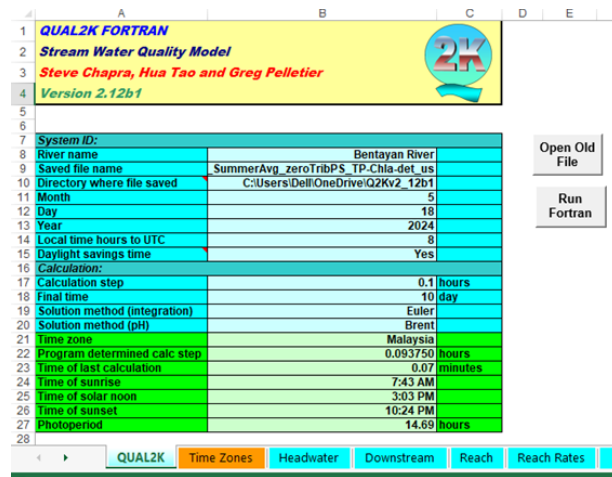 A B C D E
1 QUAL2K FORTRAN
2 Stream Water Quality Model
2K
3 Steve Chapra, Hua Tao and Greg Pelletier
4 Version 2.12b1
5
6
7 System ID:
8 River name Bentayan River
9 Saved file name _SummerAvg_zeroTribPS_TP-Chla-det_us
10 Directory where file saved C:\Users\Dell\OneDrive\Q2Kv2_12b1
11 Month 5
12 Day 18
13 Year 2024
14 Local time hours to UTC 8
15 Daylight savings time Yes
16 Calculation:
17 Calculation step 0.1 hours
18 Final time 10 day
19 Solution method (integration) Euler
20 Solution method (pH) Brent
21 Time zone Malaysia
22 Program determined calc step 0.093750 hours
23 Time of last calculation 0.07 minutes
24 Time of sunrise 7:43 AM
25 Time of solar noon 3:03 PM
26 Time of sunset 10:24 PM
27 Photoperiod 14.69 hours
28
Open Old
File
Run
Fortran
QUAL2K Time Zones Headwater Downstream Reach Reach Rates